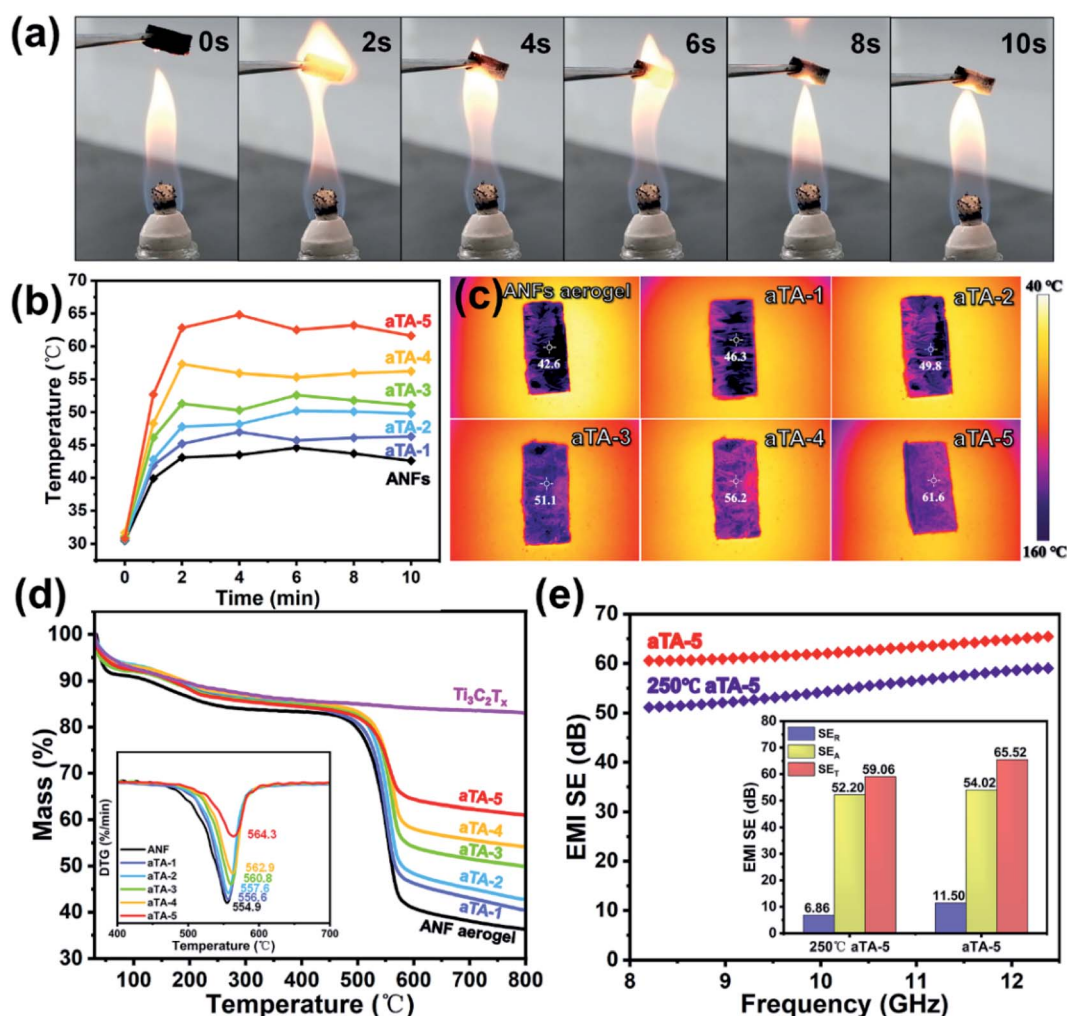 (a)
0s
2s
4s
6s
8s
10s
(b)
Temperature (℃)
70
65
60
55
50
45
40
35
30
aTA-5
aTA-4
aTA-3
aTA-2
aTA-1
ANFs
0 2 4 6 8 10
Time (min)
(c)
ANFs aerogel
42.6
aTA-1
46.3
aTA-2
49.8
aTA-3
51.1
aTA-4
56.2
aTA-5
61.6
40 ℃
160 ℃
(d)
Mass (%)
100
90
80
70
60
50
40
30
Ti₃C₂Tₓ
aTA-5
aTA-4
aTA-3
aTA-2
aTA-1
ANF aerogel
DTG (%/min)
ANF
aTA-1
aTA-2
aTA-3
aTA-4
aTA-5
564.3
562.9
560.8
557.6
556.6
554.9
400 500 600 700
Temperature (℃)
100 200 300 400 500 600 700 800
Temperature (℃)
(e)
EMI SE (dB)
70
60
50
40
30
20
10
0
aTA-5
250℃ aTA-5
EMI SE (dB)
80
70
60
50
40
30
20
10
0
SE_R
SE_A
SE_T
6.86
52.20
59.06
11.50
54.02
65.52
250℃ aTA-5
aTA-5
8 9 10 11 12
Frequency (GHz)